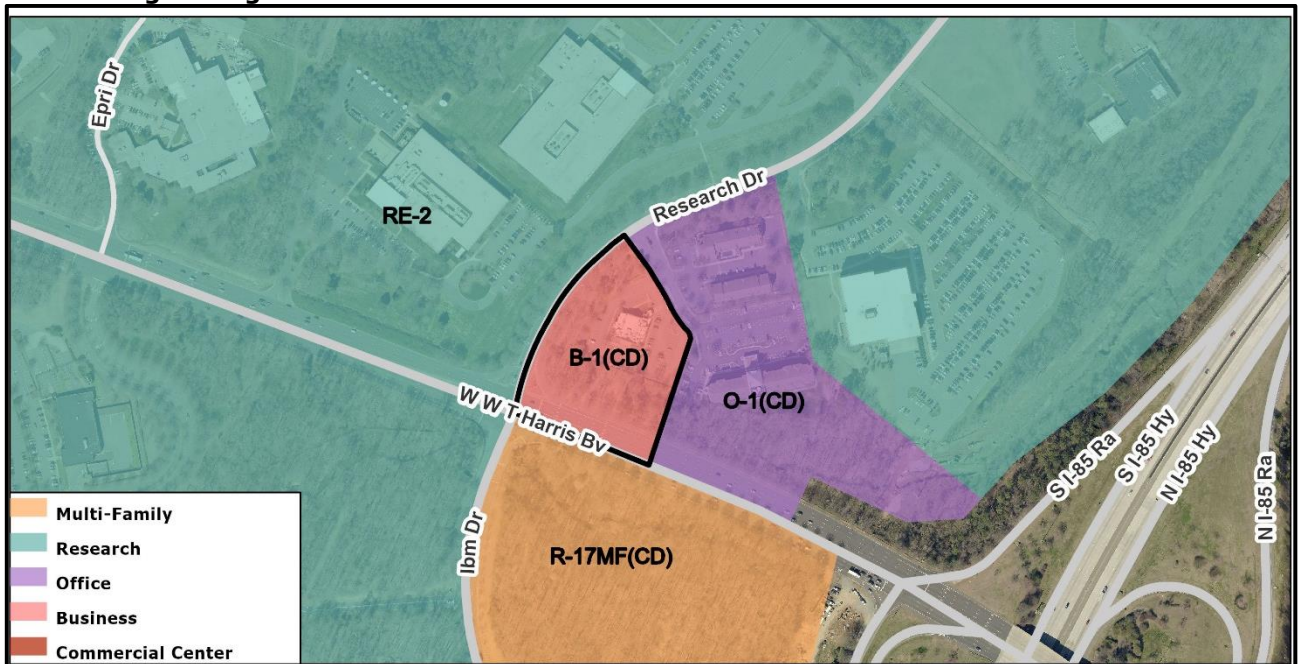 Epri Dr
Research Dr
RE-2
B-1(CD)
W W T Harris Bv
O-1(CD)
S I-85 Ra
S I-85 Hy
N I-85 Hy
N I-85 Ra
Ibm Dr
R-17MF(CD)
Multi-Family
Research
Office
Business
Commercial Center